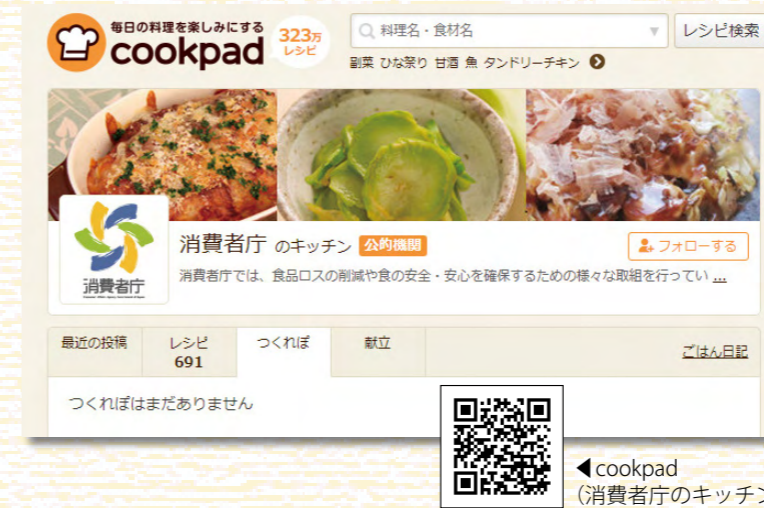 毎日の料理を楽しみにする
cookpad
323万
レシピ
料理名・食材名
レシピ検索
副菜 ひな祭り 甘酒 魚 タンドリーチキン
消費者庁 のキッチン 公的機関
フォローする
消費者庁
消費者庁では、食品ロスの削減や食の安全・安心を確保するための様々な取組を行ってい ...
最近の投稿
レシピ
691
つくれぽ
献立
ごはん日記
つくれぽはまだありません
◀cookpad
（消費者庁のキッチン